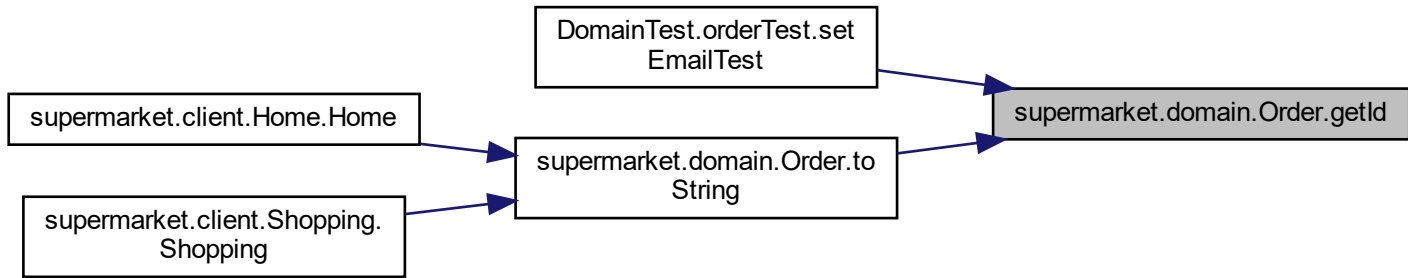 DomainTest.orderTest.set
EmailTest
supermarket.domain.Order.getId
supermarket.client.Home.Home
supermarket.domain.Order.to
String
supermarket.client.Shopping.
Shopping